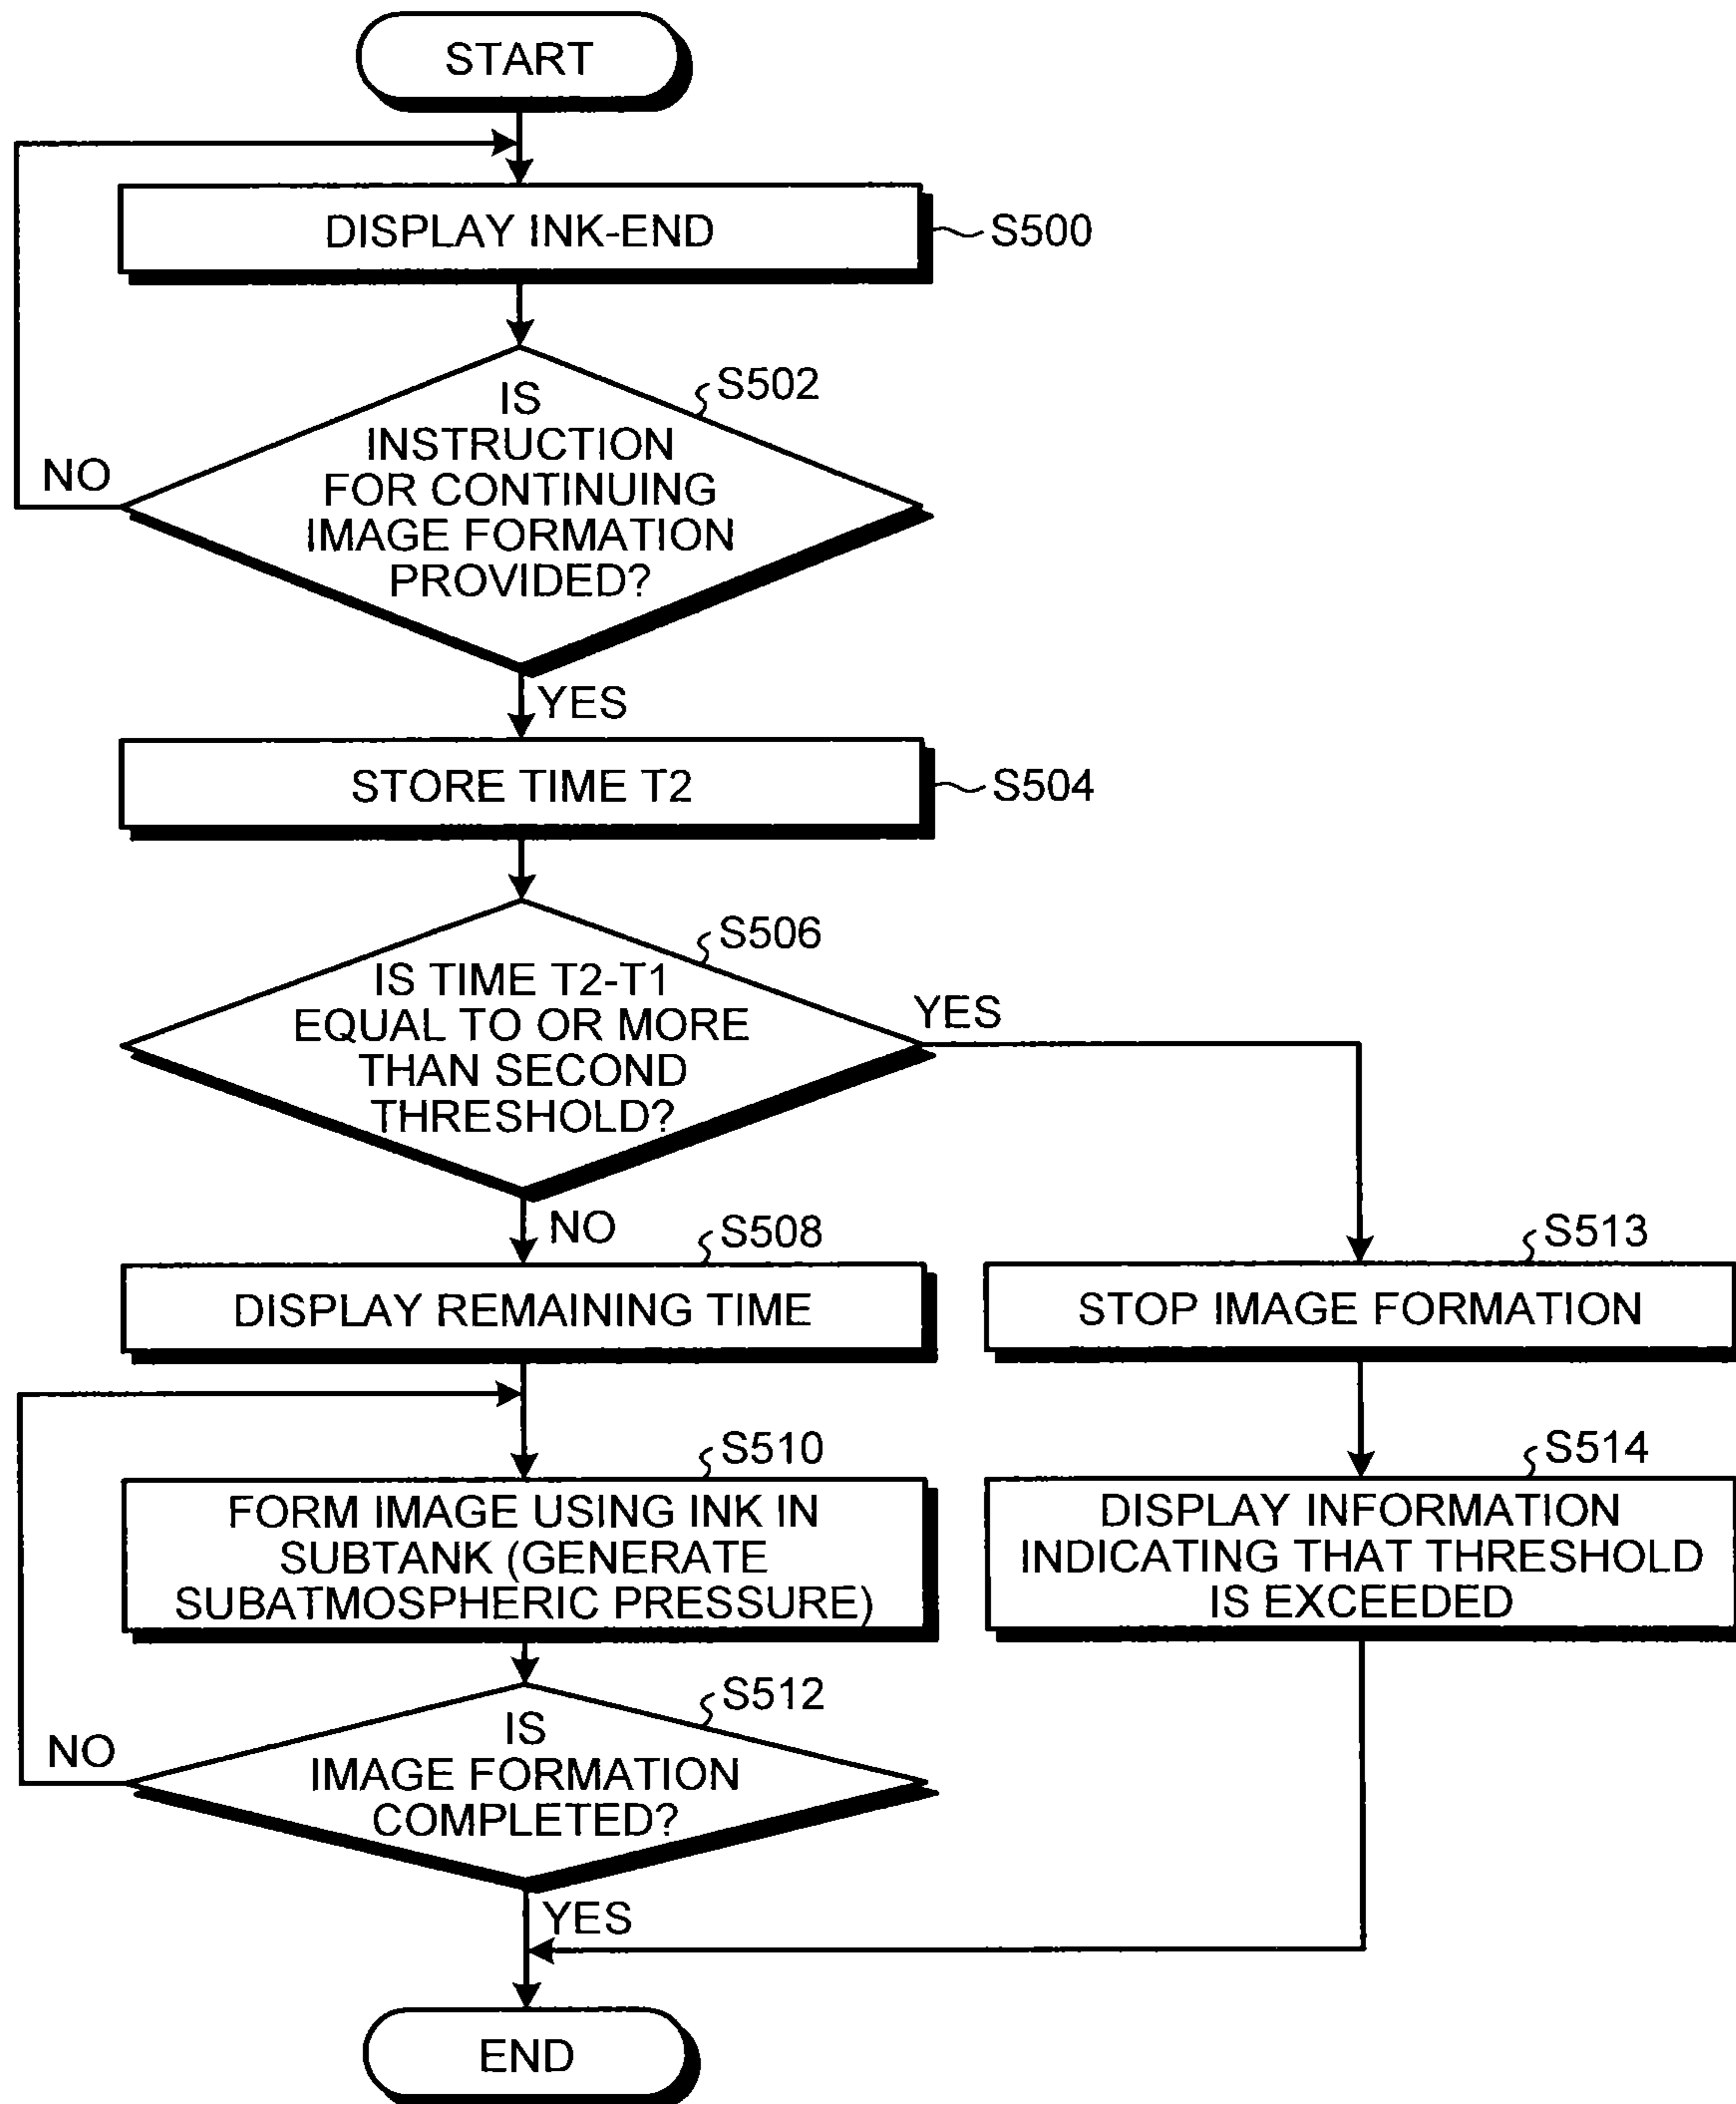 START
DISPLAY INK-END
S500
S502
IS
INSTRUCTION
FOR CONTINUING
IMAGE FORMATION
PROVIDED?
NO
YES
STORE TIME T2
S504
S506
IS TIME T2-T1
EQUAL TO OR MORE
THAN SECOND
THRESHOLD?
YES
NO
S508
DISPLAY REMAINING TIME
S513
STOP IMAGE FORMATION
S510
FORM IMAGE USING INK IN
SUBTANK (GENERATE
SUBATMOSPHERIC PRESSURE)
S514
DISPLAY INFORMATION
INDICATING THAT THRESHOLD
IS EXCEEDED
S512
IS
IMAGE FORMATION
COMPLETED?
NO
YES
END